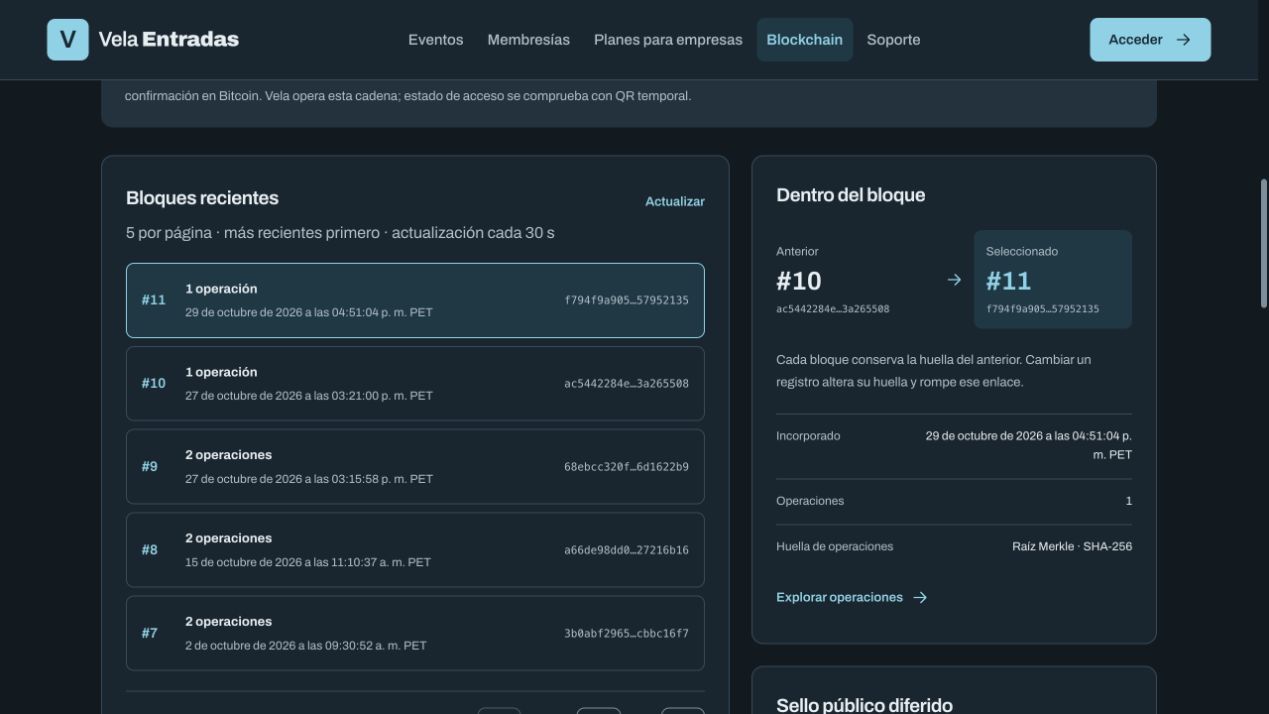 V Vela Entradas
Eventos Membresías Planes para empresas Blockchain Soporte
Acceder →
confirmación en Bitcoin. Vela opera esta cadena; estado de acceso se comprueba con QR temporal.
Bloques recientes
Actualizar
5 por página · más recientes primero · actualización cada 30 s
#11
1 operación
29 de octubre de 2026 a las 04:51:04 p. m. PET
f794f9a905…57952135
#10
1 operación
27 de octubre de 2026 a las 03:21:00 p. m. PET
ac5442284e…3a265508
#9
2 operaciones
27 de octubre de 2026 a las 03:15:58 p. m. PET
68ebcc320f…6d1622b9
#8
2 operaciones
15 de octubre de 2026 a las 11:10:37 a. m. PET
a66de98dd0…27216b16
#7
2 operaciones
2 de octubre de 2026 a las 09:30:52 a. m. PET
3b0abf2965…cbbc16f7
Dentro del bloque
Anterior
#10
ac5442284e…3a265508
→
Seleccionado
#11
f794f9a905…57952135
Cada bloque conserva la huella del anterior. Cambiar un
registro altera su huella y rompe ese enlace.
Incorporado
29 de octubre de 2026 a las 04:51:04 p.
m. PET
Operaciones 1
Huella de operaciones Raíz Merkle · SHA-256
Explorar operaciones →
Sello público diferido